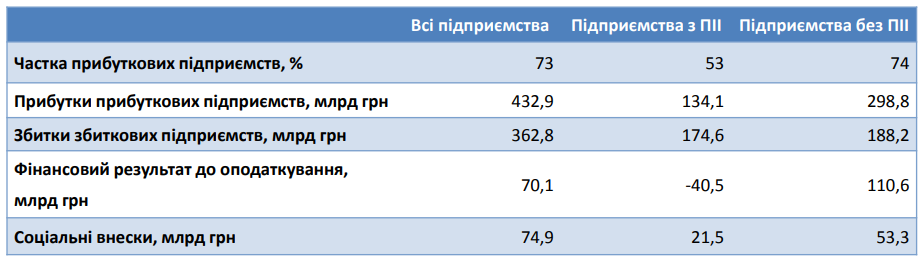 Всі підприємства Підприємства з ПІІ Підприємства без ПІІ
Частка прибуткових підприємств, % 73 53 74
Прибутки прибуткових підприємств, млрд грн 432,9 134,1 298,8
Збитки збиткових підприємств, млрд грн 362,8 174,6 188,2
Фінансовий результат до оподаткування,
млрд грн 70,1 -40,5 110,6
Соціальні внески, млрд грн 74,9 21,5 53,3